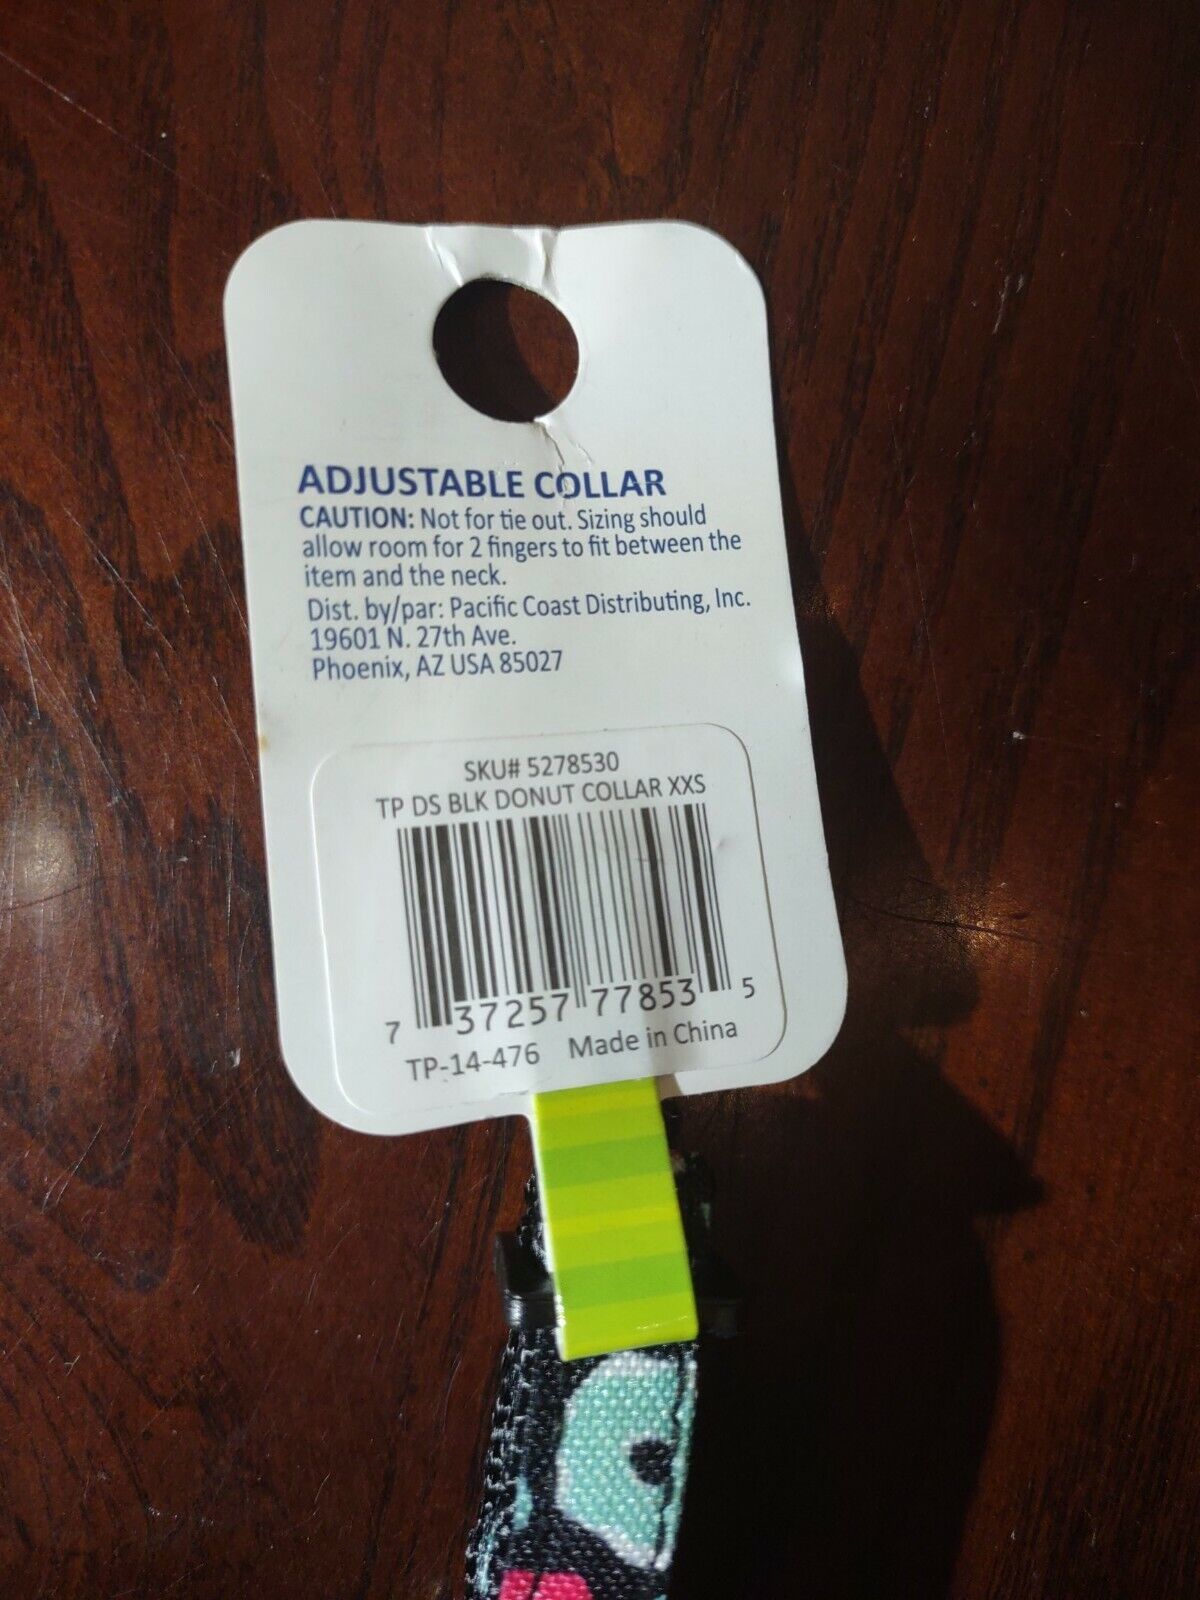 ADJUSTABLE COLLAR
CAUTION: Not for tie out. Sizing should
allow room for 2 fingers to fit between the
item and the neck.
Dist. by/par: Pacific Coast Distributing, Inc.
19601 N. 27th Ave.
Phoenix, AZ USA 85027
SKU# 5278530
TP DS BLK DONUT COLLAR XXS
7 37257 77853 5
TP-14-476 Made in China